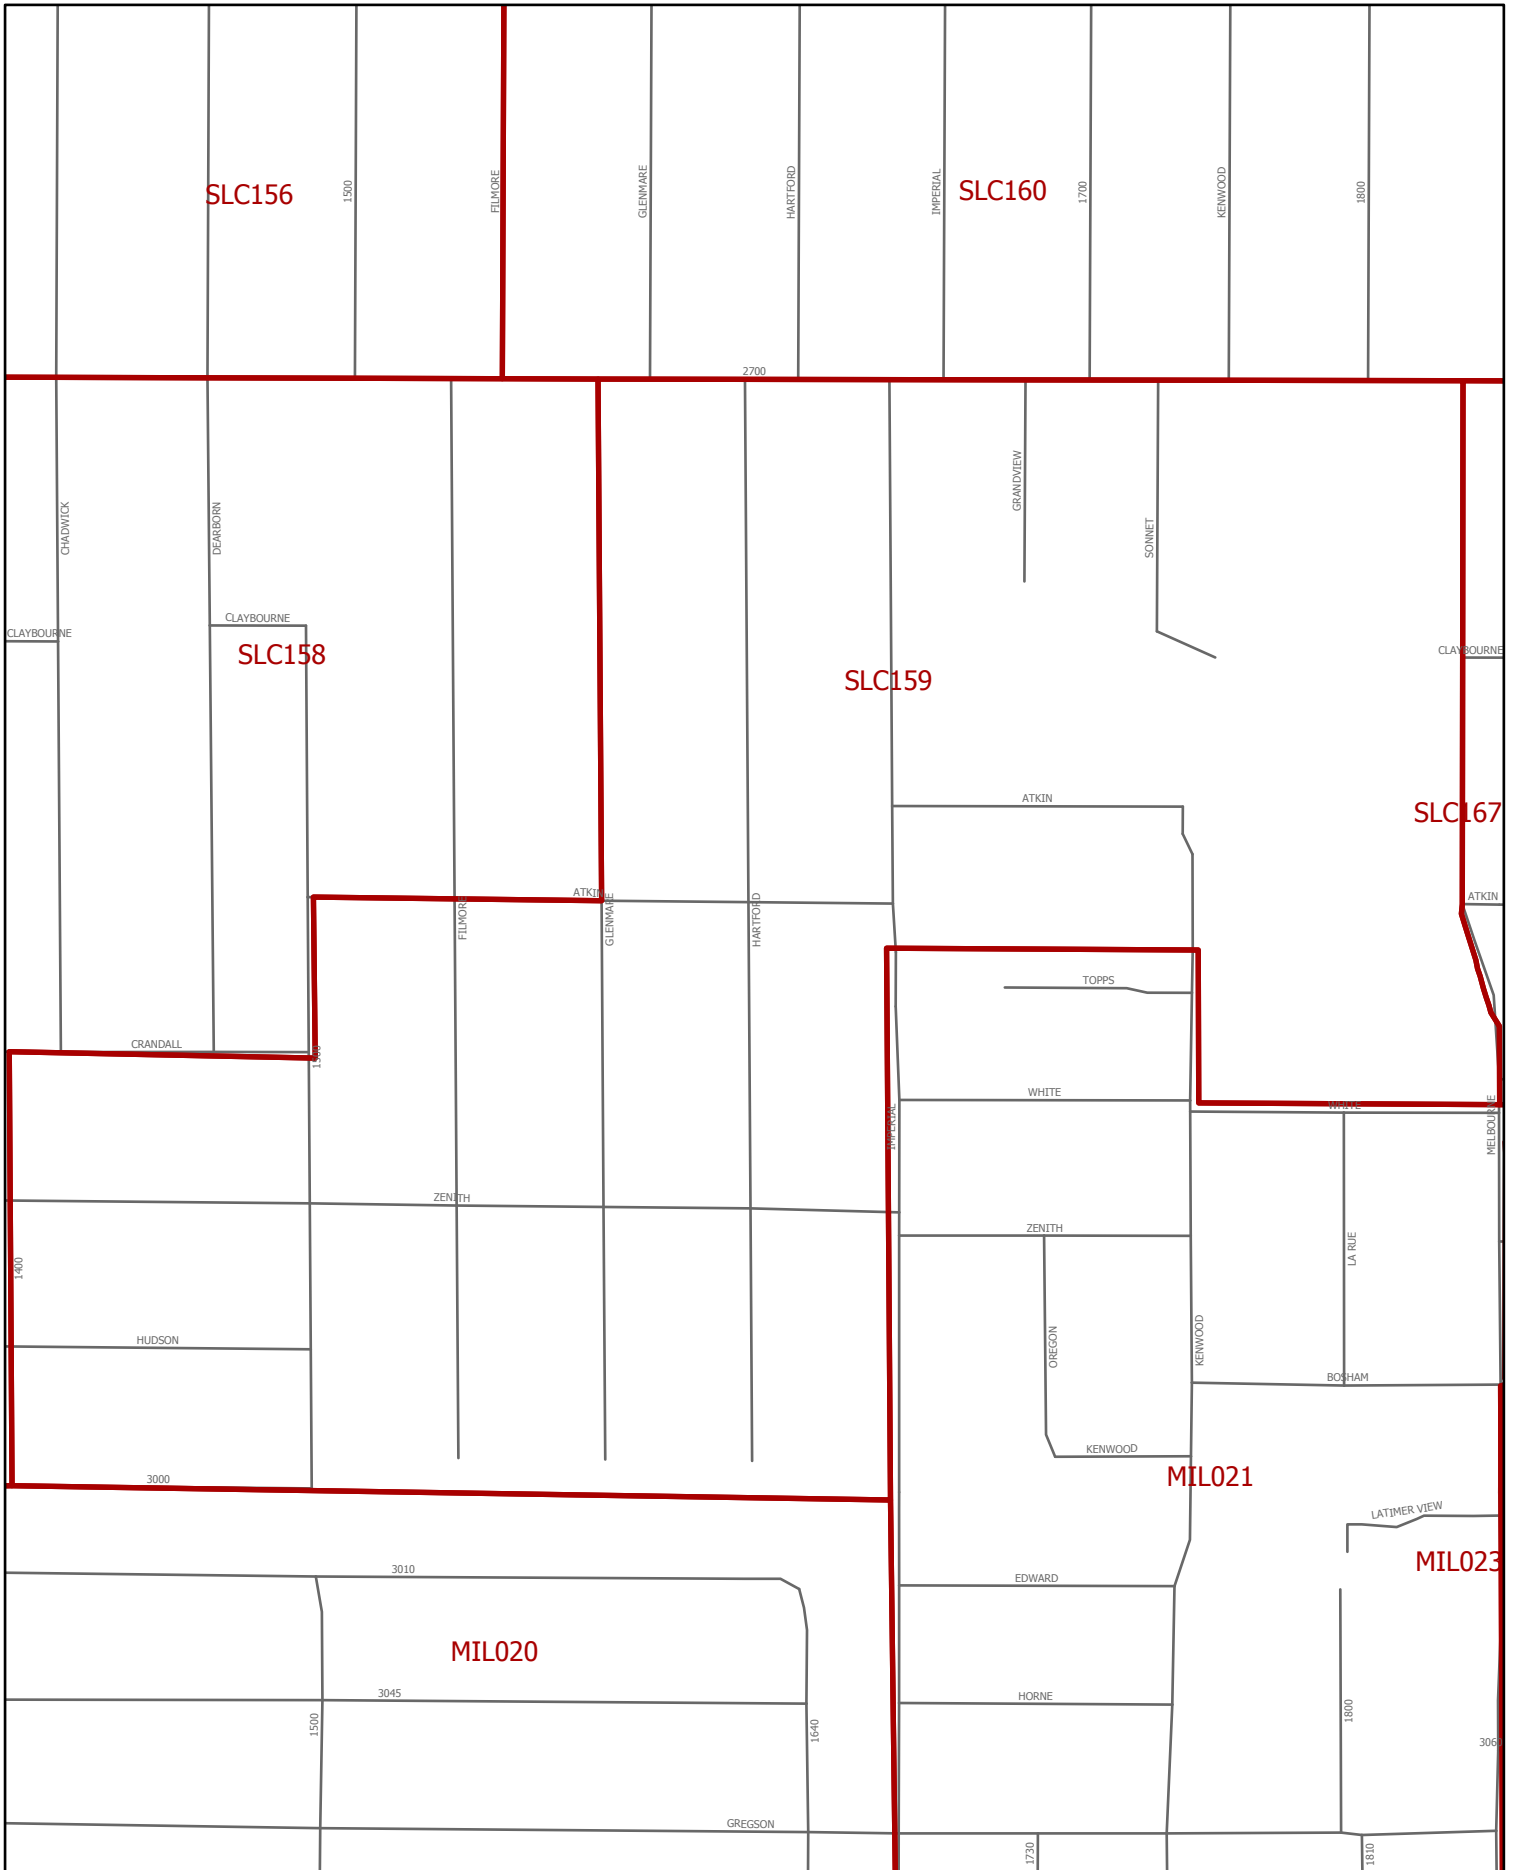 SLC156
1500
FILMORE
GLENMARE
HARTFORD
IMPERIAL
SLC160
1700
KENWOOD
1800
2700
CHADWICK
DEARBORN
GRANDVIEW
SONNET
CLAYBOURNE
CLAYBOURNE
SLC158
SLC159
CLAYBOURNE
ATKIN
SLC167
ATKIN
FILMORE
GLENMARE
HARTFORD
ATKIN
TOPPS
CRANDALL
1500
WHITE
IMPERIAL
WHITE
MELBOURNE
ZENITH
ZENITH
1400
LA RUE
HUDSON
OREGON
KENWOOD
BOSHAM
KENWOOD
3000
MIL021
LATIMER VIEW
3010
MIL023
EDWARD
MIL020
3045
HORNE
1500
1640
1800
3060
GREGSON
1730
1810